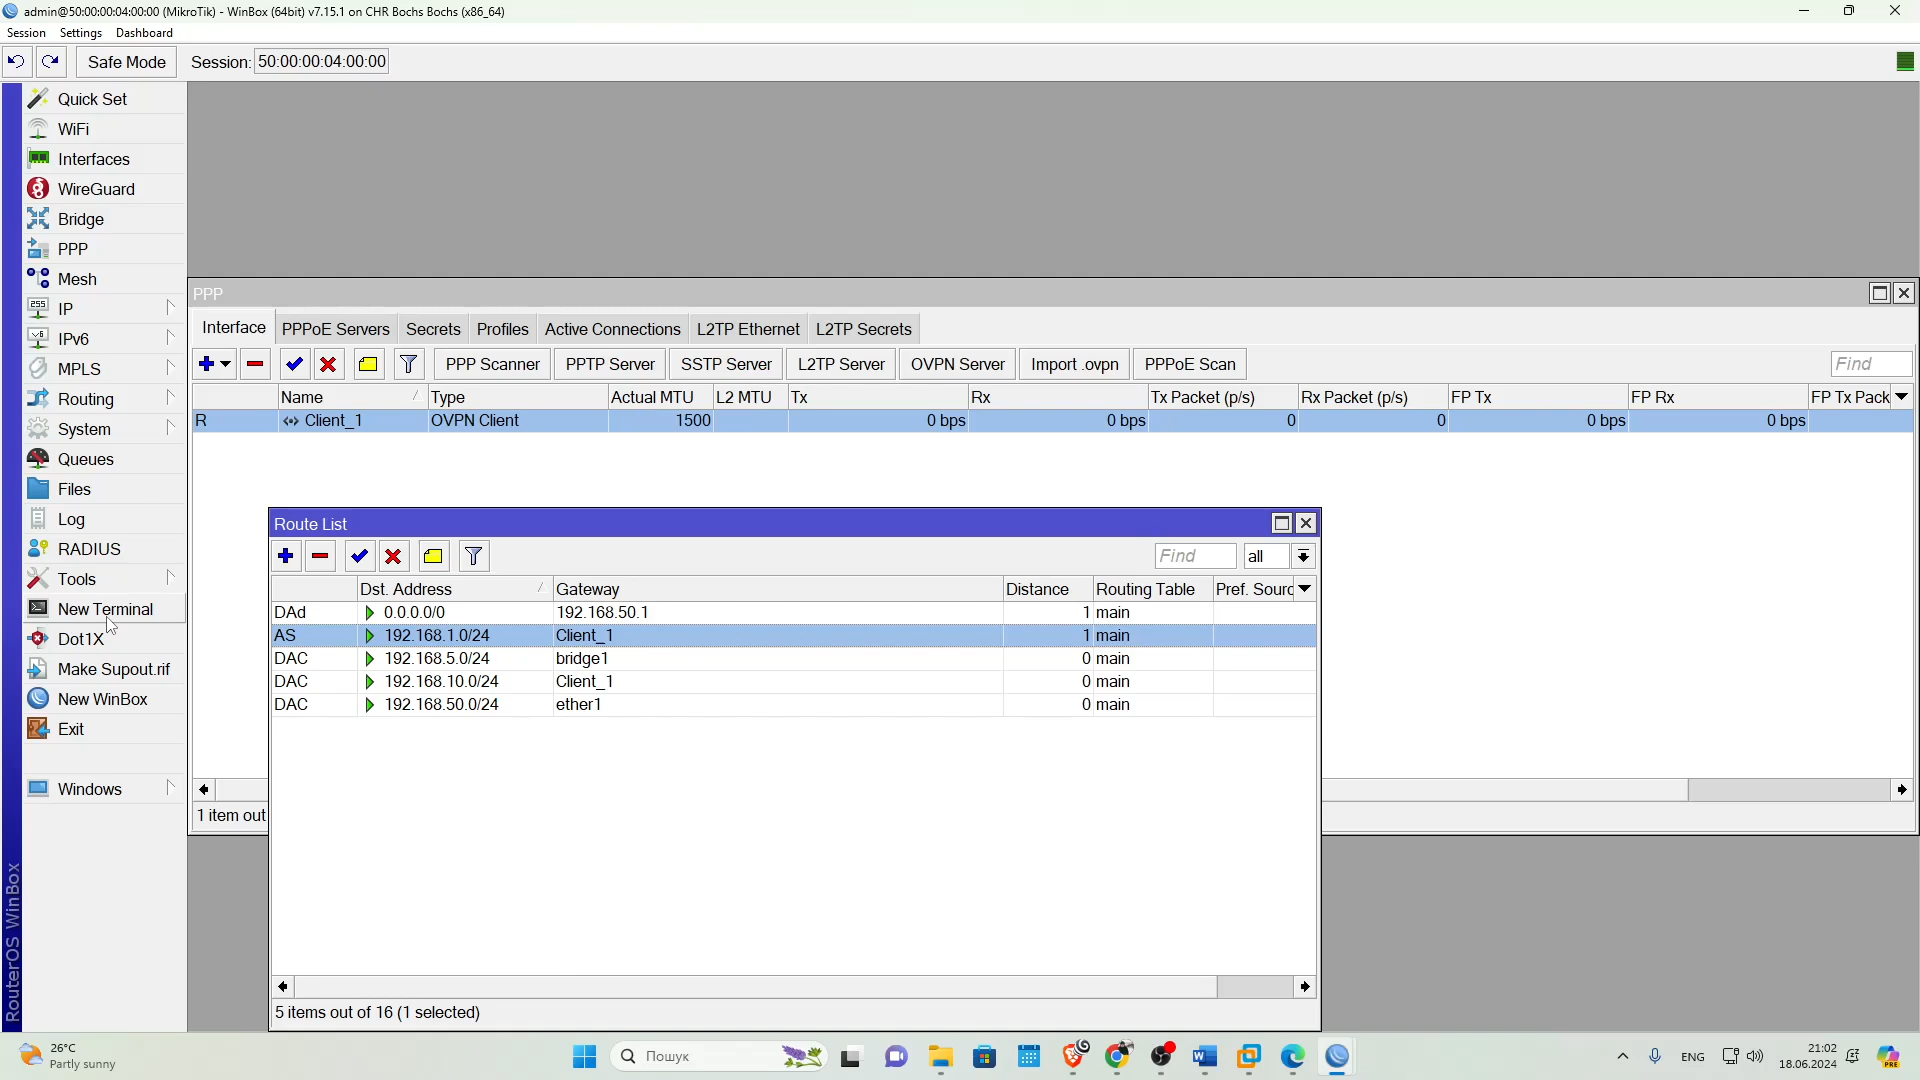 admin@50:00:00:04:00:00 (MikroTik) - WinBox (64bit) v7.15.1 on CHR Bochs Bochs (x86_64)
Session Settings Dashboard
Safe Mode Session: 50:00:00:04:00:00
Quick Set
WiFi
Interfaces
WireGuard
Bridge
PPP
Mesh
IP
IPv6
MPLS
Routing
System
Queues
Files
Log
RADIUS
Tools
New Terminal
Dot1X
Make Supout.rif
New WinBox
Exit
Windows
RouterOS WinBox
PPP
Interface PPPoE Servers Secrets Profiles Active Connections L2TP Ethernet L2TP Secrets
PPP Scanner PPTP Server SSTP Server L2TP Server OVPN Server Import .ovpn PPPoE Scan Find
Name Type Actual MTU L2 MTU Tx Rx Tx Packet (p/s) Rx Packet (p/s) FP Tx FP Rx FP Tx Pack
R Client_1 OVPN Client 1500 0 bps 0 bps 0 0 0 bps 0 bps
1 item out
Route List
Find all
Dst. Address Gateway Distance Routing Table Pref. Sourc
DAd 0.0.0.0/0 192.168.50.1 1 main
AS 192.168.1.0/24 Client_1 1 main
DAC 192.168.5.0/24 bridge1 0 main
DAC 192.168.10.0/24 Client_1 0 main
DAC 192.168.50.0/24 ether1 0 main
5 items out of 16 (1 selected)
26°C
Partly sunny
Пошук
ENG
21:02
18.06.2024
PRE